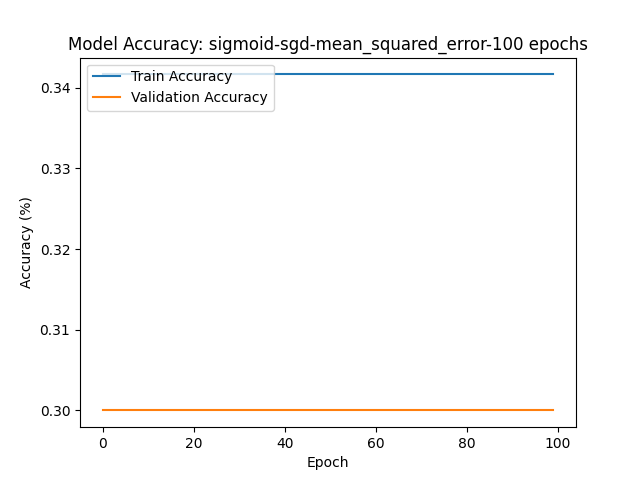 Model Accuracy: sigmoid-sgd-mean_squared_error-100 epochs
Train Accuracy
Validation Accuracy
0.34
0.33
0.32
0.31
0.30
Accuracy (%)
0 20 40 60 80 100
Epoch